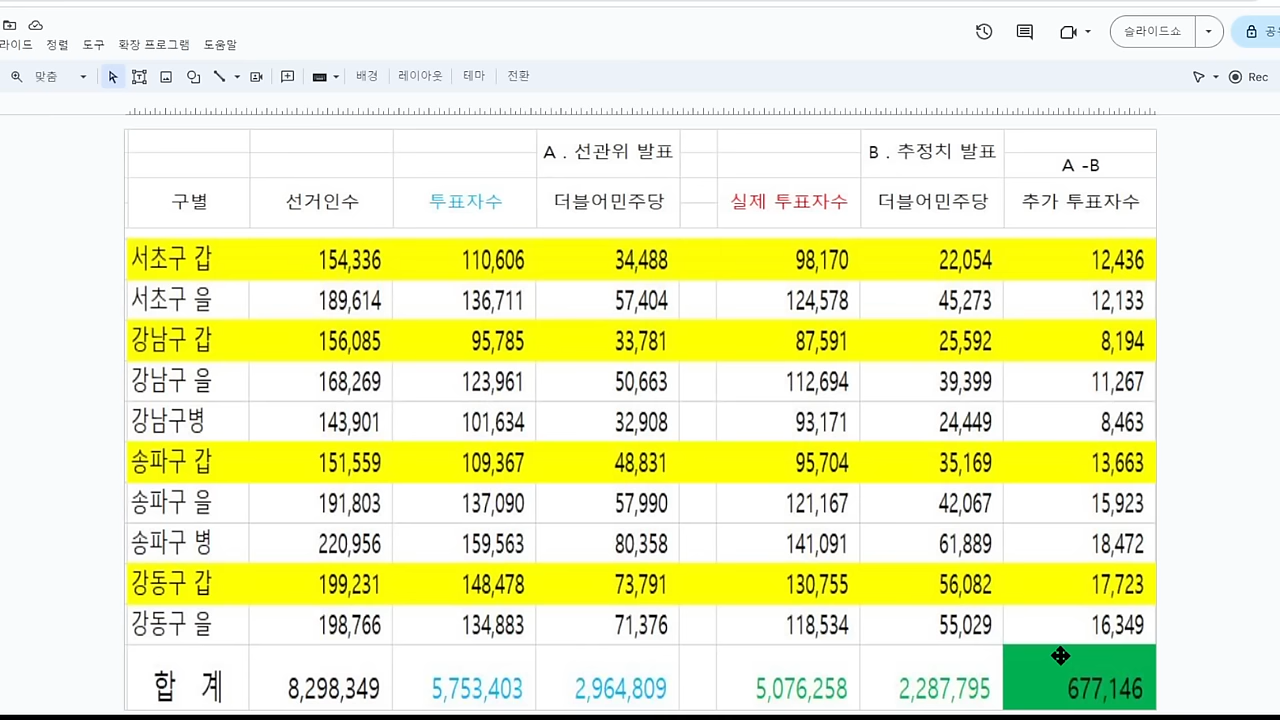 슬라이드쇼
라이드 정렬 도구 확장 프로그램 도움말
맞춤 배경 레이아웃 테마 전환 Rec
A . 선관위 발표 B . 추정치 발표 A -B
구별 선거인수 투표자수 더불어민주당 실제 투표자수 더불어민주당 추가 투표자수
서초구 갑 154,336 110,606 34,488 98,170 22,054 12,436
서초구 을 189,614 136,711 57,404 124,578 45,273 12,133
강남구 갑 156,085 95,785 33,781 87,591 25,592 8,194
강남구 을 168,269 123,961 50,663 112,694 39,399 11,267
강남구병 143,901 101,634 32,908 93,171 24,449 8,463
송파구 갑 151,559 109,367 48,831 95,704 35,169 13,663
송파구 을 191,803 137,090 57,990 121,167 42,067 15,923
송파구 병 220,956 159,563 80,358 141,091 61,889 18,472
강동구 갑 199,231 148,478 73,791 130,755 56,082 17,723
강동구 을 198,766 134,883 71,376 118,534 55,029 16,349
합 계 8,298,349 5,753,403 2,964,809 5,076,258 2,287,795 677,146